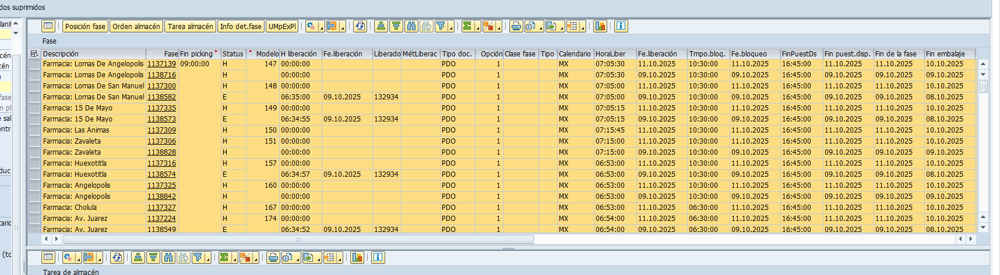 dos suprimidos
lanif
Posición fase Orden almacén Tarea almacén Info det.fase UMpExPl
Fase
Descripción Fase Fin picking Status Modelo H liberación Fe.liberación Liberado MétLiberac Tipo doc. Opción Clase fase Tipo Calendario HoraLiber Fe.liberación Tmpo.bloq. Fe.bloqueo FinPuestDs Fin puest.disp. Fin de la fase Fin embalaje
Farmacia: Lomas De Angelopolis 1137139 09:00:00 H 147 00:00:00 PDO 1 MX 07:05:30 11.10.2025 10:30:00 11.10.2025 16:45:00 11.10.2025 11.10.2025 10.10.2025
Farmacia: Lomas De Angelopolis 1138716 H 00:00:00 PDO 1 MX 07:05:30 09.10.2025 10:30:00 09.10.2025 16:45:00 09.10.2025 09.10.2025 09.10.2025
Farmacia: Lomas De San Manuel 1137300 H 148 00:00:00 PDO 1 MX 07:05:00 11.10.2025 10:30:00 11.10.2025 16:45:00 11.10.2025 11.10.2025 10.10.2025
Farmacia: Lomas De San Manuel 1138582 E 06:35:00 09.10.2025 132934 PDO 1 MX 07:05:00 09.10.2025 10:30:00 09.10.2025 16:45:00 09.10.2025 09.10.2025 08.10.2025
Farmacia: 15 De Mayo 1137335 H 149 00:00:00 PDO 1 MX 07:05:15 11.10.2025 10:30:00 11.10.2025 16:45:00 11.10.2025 11.10.2025 10.10.2025
Farmacia: 15 De Mayo 1138573 E 06:34:55 09.10.2025 132934 PDO 1 MX 07:05:15 09.10.2025 10:30:00 09.10.2025 16:45:00 09.10.2025 09.10.2025 08.10.2025
Farmacia: Las Animas 1137309 H 150 00:00:00 PDO 1 MX 07:15:45 11.10.2025 10:30:00 11.10.2025 16:45:00 11.10.2025 11.10.2025 10.10.2025
Farmacia: Zavaleta 1137306 H 151 00:00:00 PDO 1 MX 07:15:00 11.10.2025 10:30:00 11.10.2025 16:45:00 11.10.2025 11.10.2025 10.10.2025
Farmacia: Zavaleta 1138828 H 00:00:00 PDO 1 MX 07:15:00 09.10.2025 10:30:00 09.10.2025 16:45:00 09.10.2025 09.10.2025 09.10.2025
Farmacia: Huexotitla 1137316 H 157 00:00:00 PDO 1 MX 06:53:00 11.10.2025 10:30:00 11.10.2025 16:45:00 11.10.2025 11.10.2025 10.10.2025
Farmacia: Huexotitla 1138574 E 06:34:57 09.10.2025 132934 PDO 1 MX 06:53:00 09.10.2025 10:30:00 09.10.2025 16:45:00 09.10.2025 09.10.2025 08.10.2025
Farmacia: Angelopolis 1137325 H 160 00:00:00 PDO 1 MX 06:53:00 11.10.2025 10:30:00 11.10.2025 16:45:00 11.10.2025 11.10.2025 10.10.2025
Farmacia: Angelopolis 1138842 H 00:00:00 PDO 1 MX 06:53:00 09.10.2025 10:30:00 09.10.2025 16:45:00 09.10.2025 09.10.2025 09.10.2025
Farmacia: Cholula 1137327 H 167 00:00:00 PDO 1 MX 06:53:00 11.10.2025 06:30:00 11.10.2025 16:45:00 11.10.2025 11.10.2025 10.10.2025
Farmacia: Av. Juarez 1137224 H 174 00:00:00 PDO 1 MX 06:54:00 11.10.2025 06:30:00 11.10.2025 16:45:00 11.10.2025 11.10.2025 10.10.2025
Farmacia: Av. Juarez 1138549 E 06:34:52 09.10.2025 132934 PDO 1 MX 06:54:00 09.10.2025 06:30:00 09.10.2025 16:45:00 09.10.2025 09.10.2025 08.10.2025
acén
cén
fase
n pl
e sal
entr
duc
tario
(to
Tarea de almacén